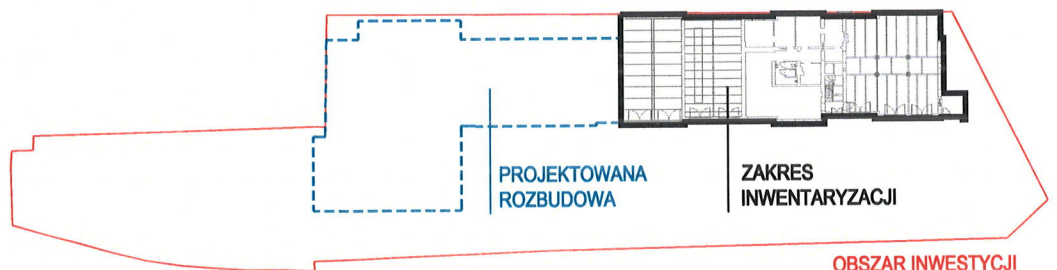 PROJEKTOWANA
ROZBUDOWA
ZAKRES
INWENTARYZACJI
OBSZAR INWESTYCJI